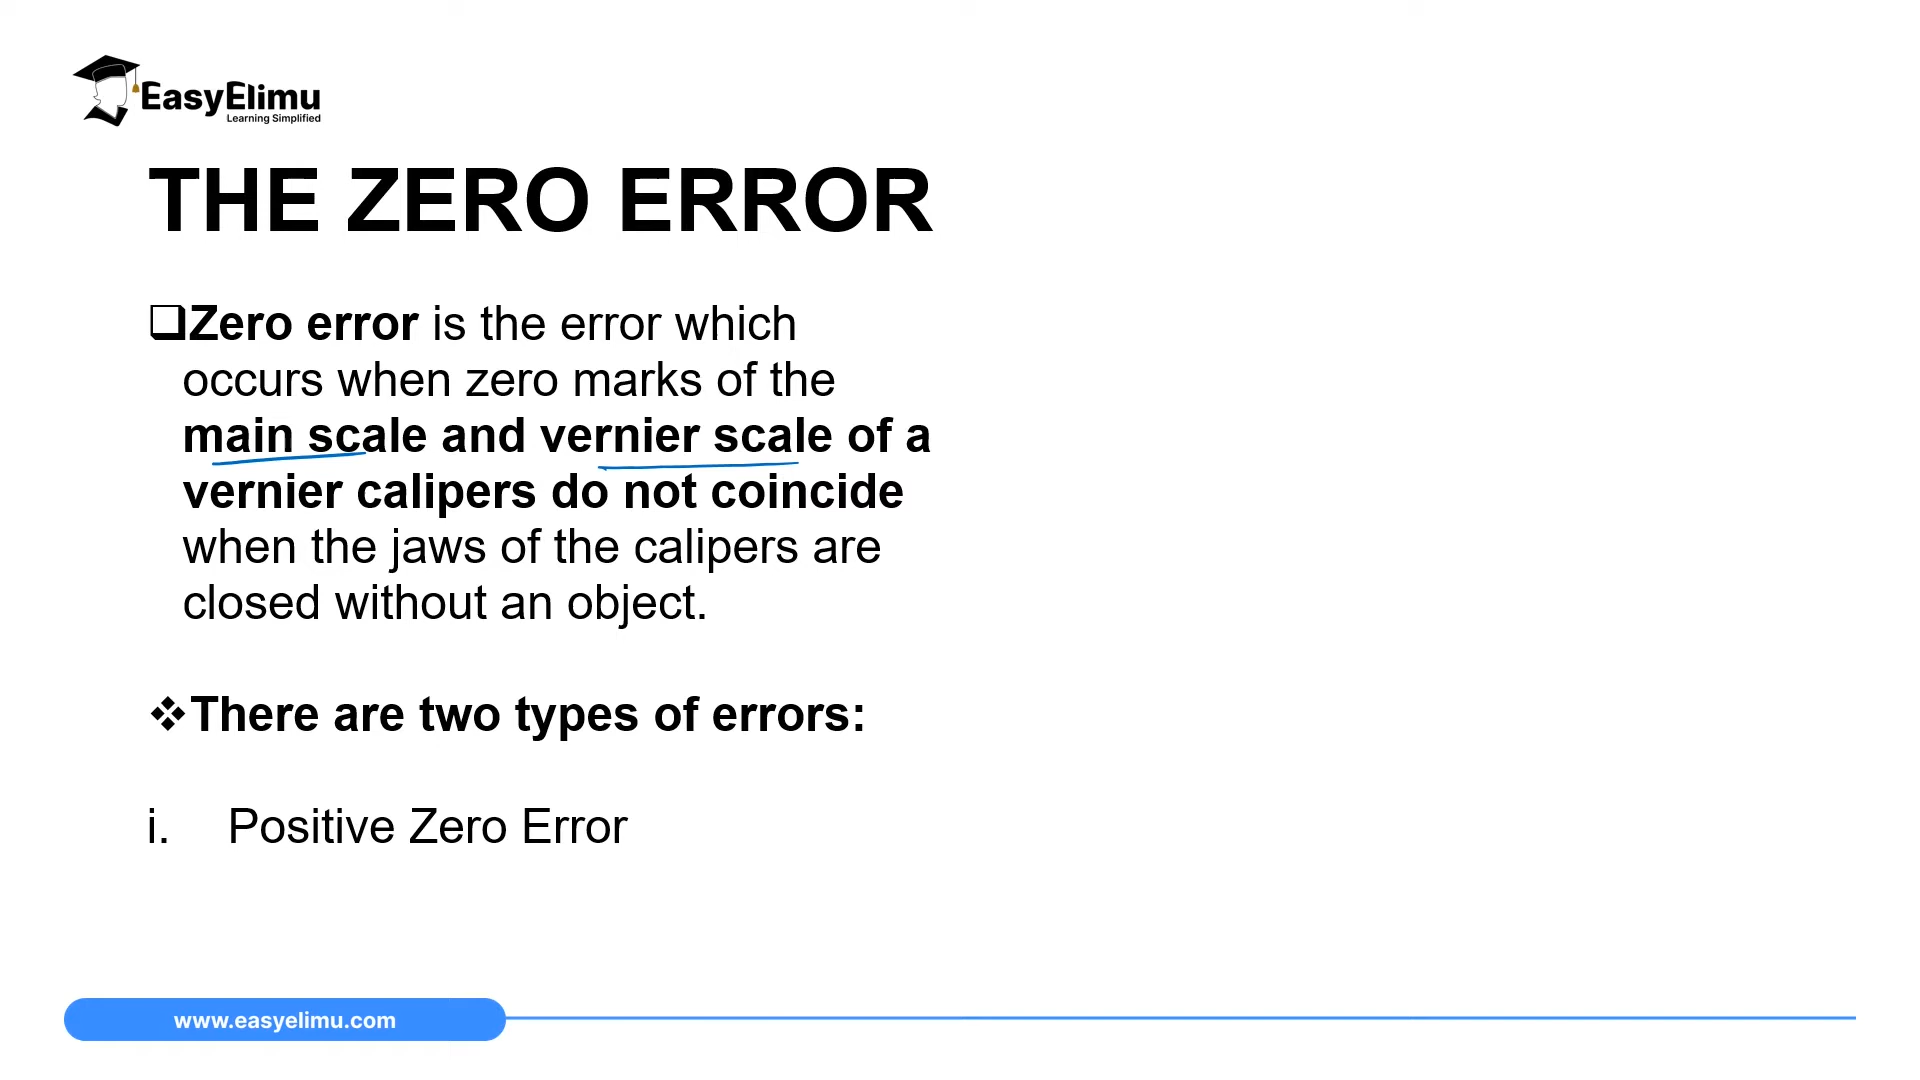 EasyElimu
Learning Simplified
THE ZERO ERROR
Zero error is the error which
occurs when zero marks of the
main scale and vernier scale of a
vernier calipers do not coincide
when the jaws of the calipers are
closed without an object.
There are two types of errors:
i. Positive Zero Error
www.easyelimu.com